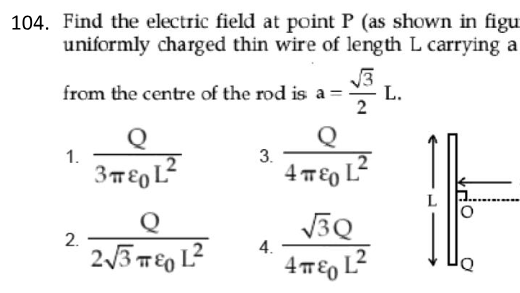 104. Find the electric field at point P (as shown in
uniformly charged thin wire of length L carrying a
from the centre of the rod is a = √3/2 L.
1. Q/3πε₀L²
3. Q/4πε₀L²
2. Q/2√3πε₀L²
4. √3Q/4πε₀L²
L
O
Q